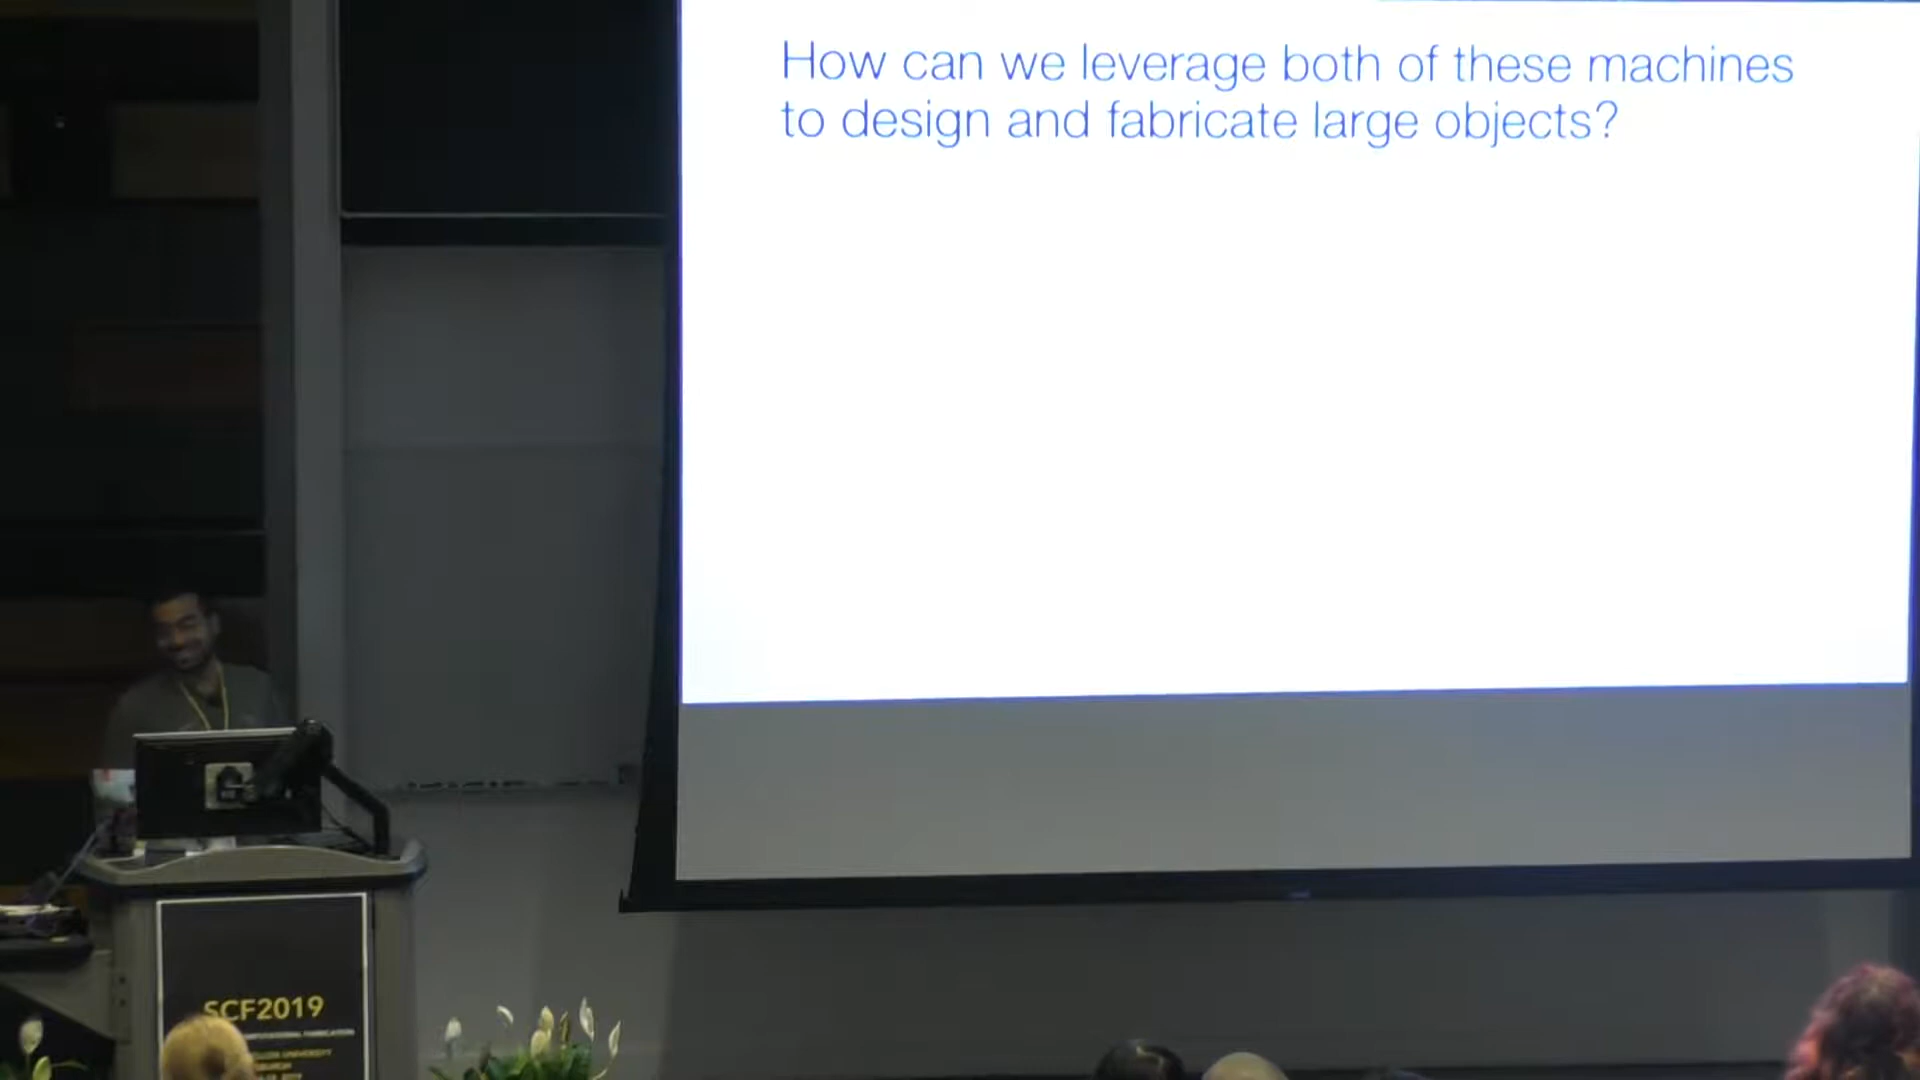 How can we leverage both of these machines
to design and fabricate large objects?
SCF2019